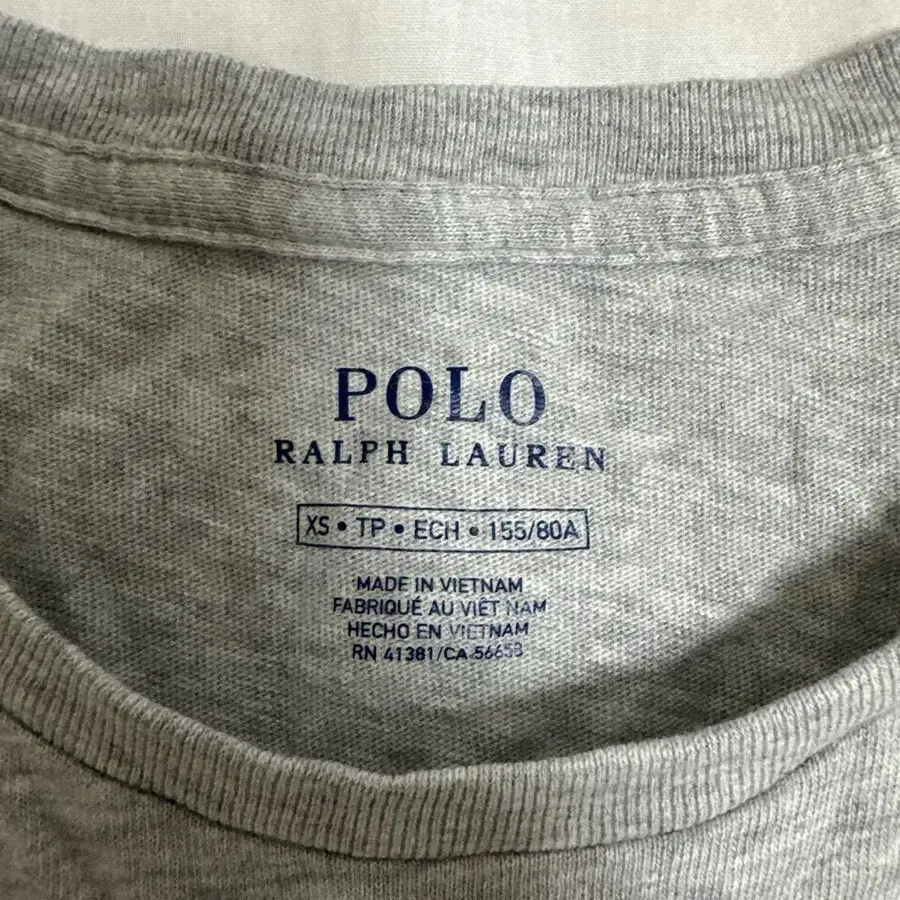 POLO
RALPH LAUREN
XS • TP • ECH • 155/80A
MADE IN VIETNAM
FABRIQUÉ AU VIÊT NAM
HECHO EN VIETNAM
RN 41381/CA 56653